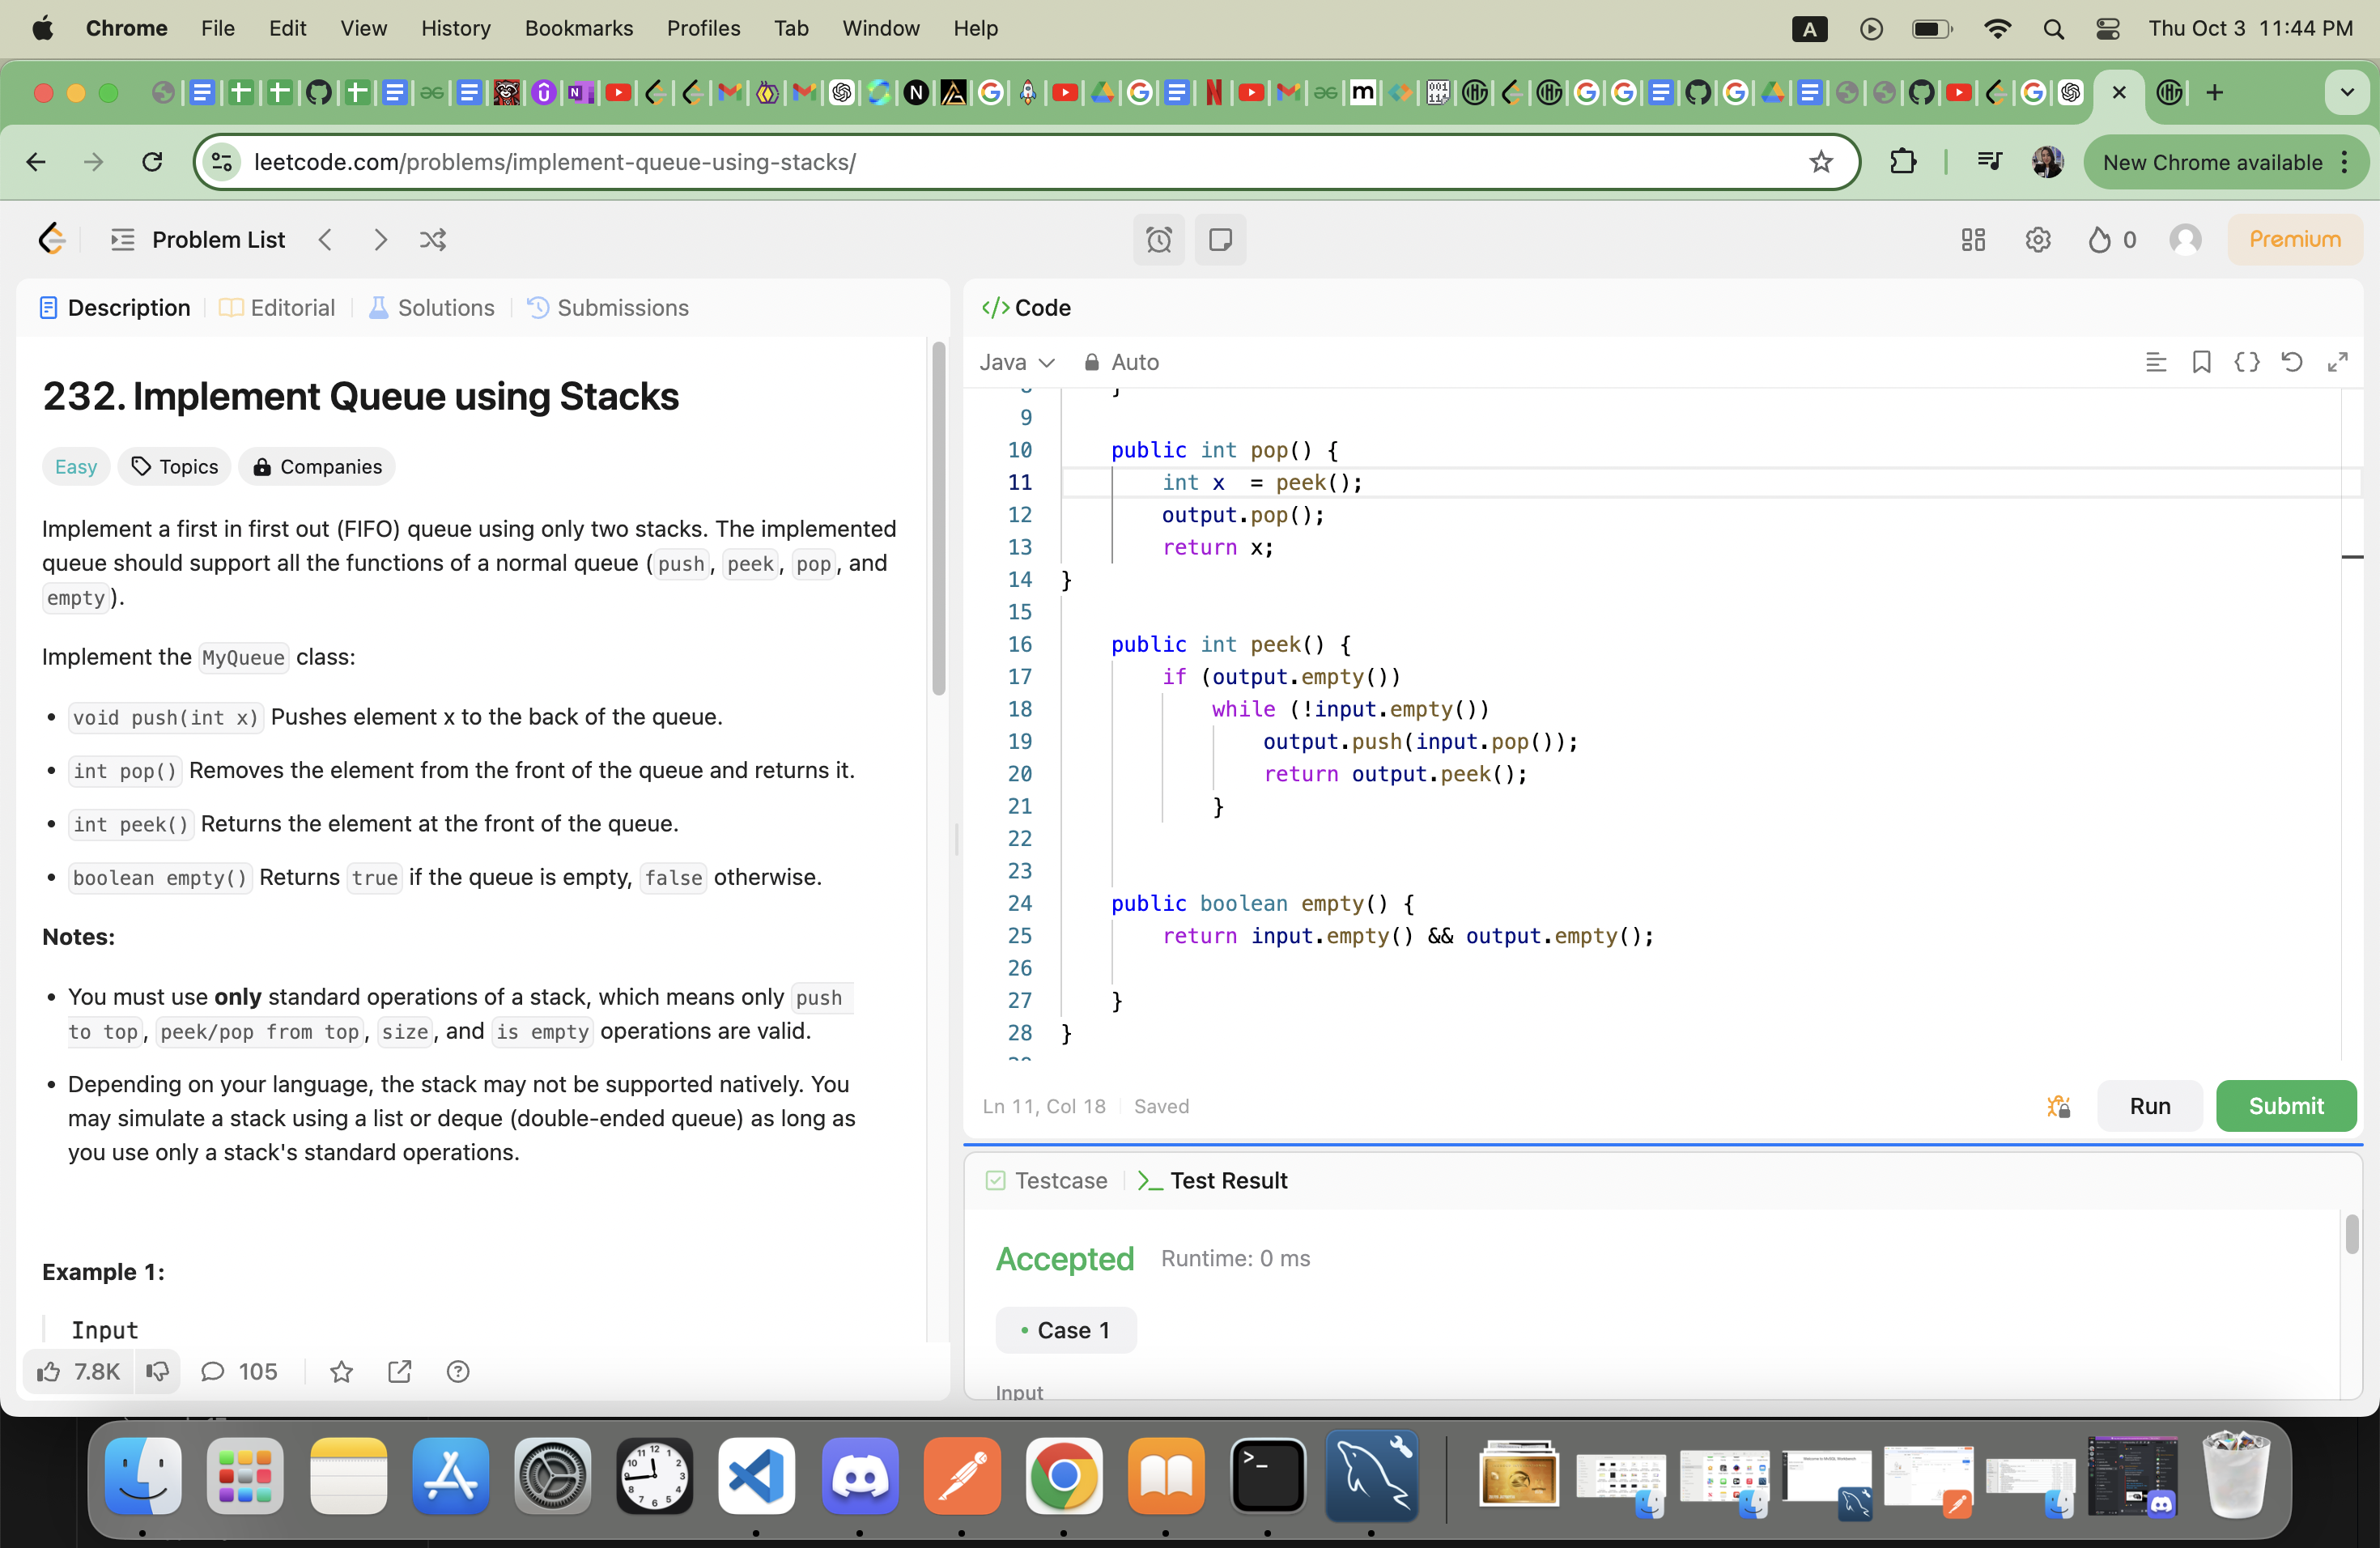 Chrome File Edit View History Bookmarks Profiles Tab Window Help A Thu Oct 3 11:44 PM
leetcode.com/problems/implement-queue-using-stacks/ New Chrome available
Problem List 0 Premium
Description Editorial Solutions Submissions
232. Implement Queue using Stacks
Easy Topics Companies
Implement a first in first out (FIFO) queue using only two stacks. The implemented
queue should support all the functions of a normal queue (push, peek, pop, and
empty).
Implement the MyQueue class:
• void push(int x) Pushes element x to the back of the queue.
• int pop() Removes the element from the front of the queue and returns it.
• int peek() Returns the element at the front of the queue.
• boolean empty() Returns true if the queue is empty, false otherwise.
Notes:
• You must use only standard operations of a stack, which means only push
to top, peek/pop from top, size, and is empty operations are valid.
• Depending on your language, the stack may not be supported natively. You
may simulate a stack using a list or deque (double-ended queue) as long as
you use only a stack's standard operations.
Example 1:
Input
7.8K 105
</> Code
Java Auto
8 }
9
10 public int pop() {
11 int x  = peek();
12 output.pop();
13 return x;
14 }
15
16 public int peek() {
17 if (output.empty())
18 while (!input.empty())
19 output.push(input.pop());
20 return output.peek();
21 }
22
23
24 public boolean empty() {
25 return input.empty() && output.empty();
26
27 }
28 }
Ln 11, Col 18 Saved Run Submit
Testcase Test Result
Accepted Runtime: 0 ms
• Case 1
Input